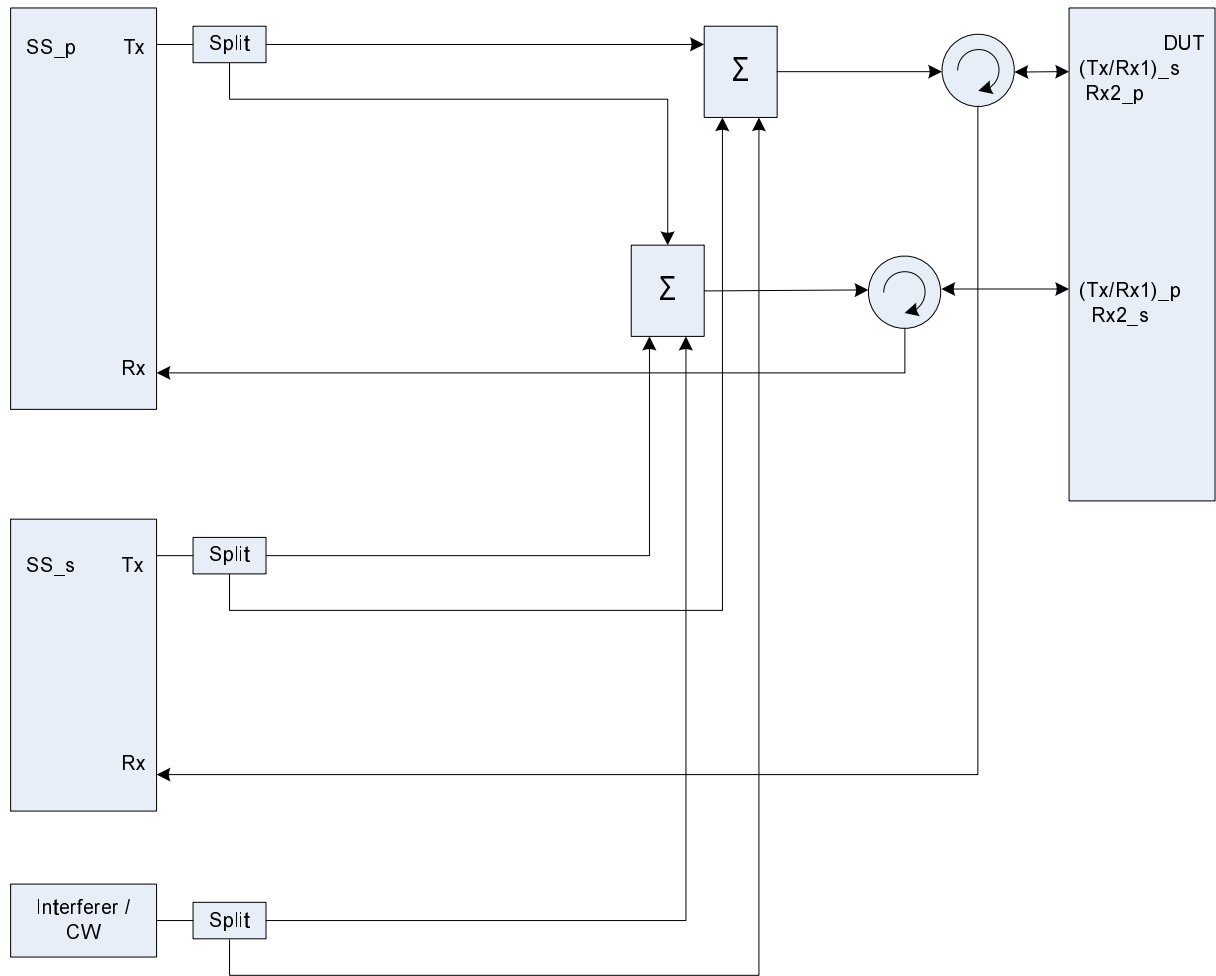 SS_p
Tx
Split
Σ
DUT
(Tx/Rx1)_s
Rx2_p
Σ
(Tx/Rx1)_p
Rx2_s
Rx
SS_s
Tx
Split
Rx
Interferer /
CW
Split